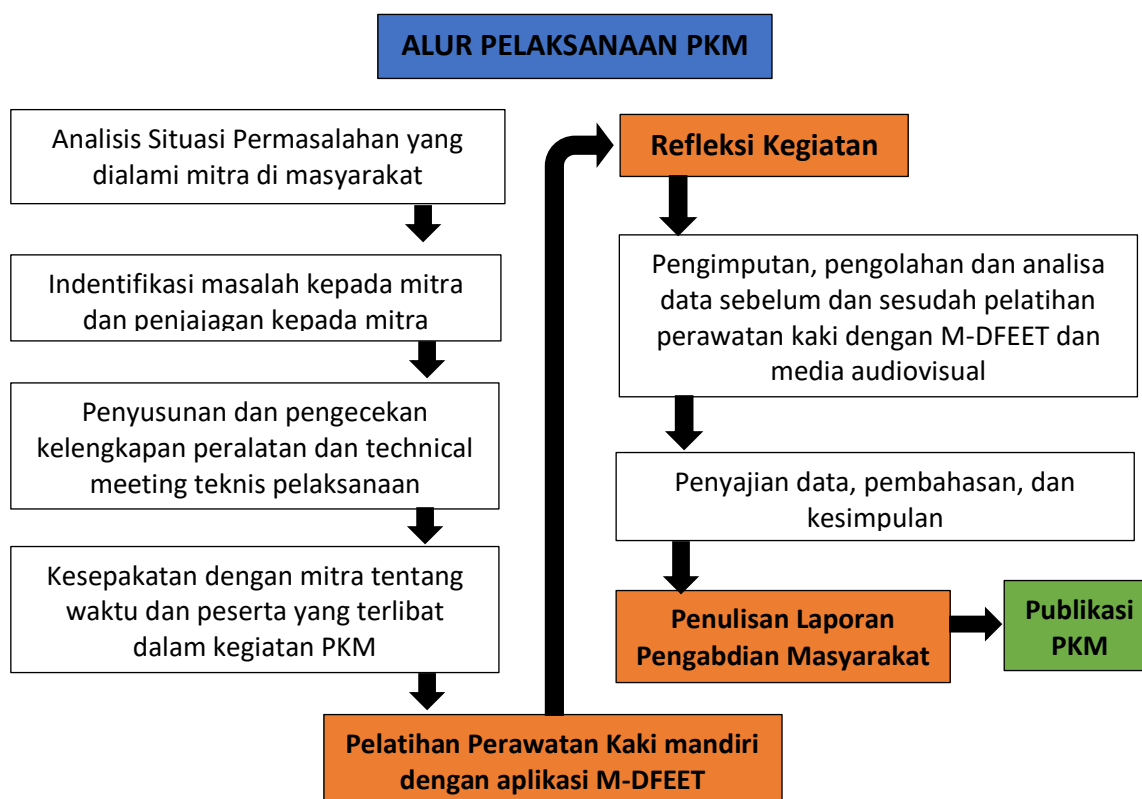 ALUR PELAKSANAAN PKM
Analisis Situasi Permasalahan yang
dialami mitra di masyarakat
Indentifikasi masalah kepada mitra
dan penjajagan kepada mitra
Penyusunan dan pengecekan
kelengkapan peralatan dan technical
meeting teknis pelaksanaan
Kesepakatan dengan mitra tentang
waktu dan peserta yang terlibat
dalam kegiatan PKM
Pelatihan Perawatan Kaki mandiri
dengan aplikasi M-DFEET
Refleksi Kegiatan
Pengimputan, pengolahan dan analisa
data sebelum dan sesudah pelatihan
perawatan kaki dengan M-DFEET dan
media audiovisual
Penyajian data, pembahasan, dan
kesimpulan
Penulisan Laporan
Pengabdian Masyarakat
Publikasi
PKM